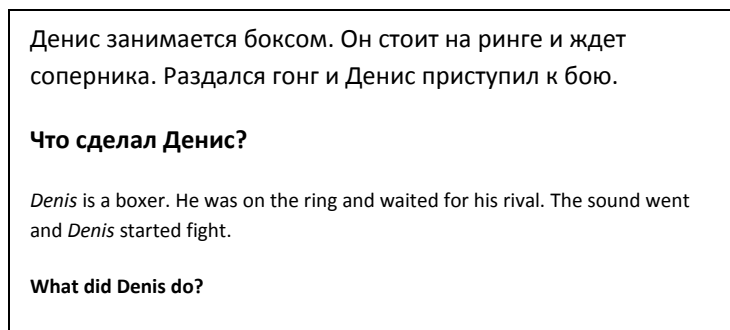 Денис занимается боксом. Он стоит на ринге и ждет
соперника. Раздался гонг и Денис приступил к бою.
Что сделал Денис?
Denis is a boxer. He was on the ring and waited for his rival. The sound went
and Denis started fight.
What did Denis do?